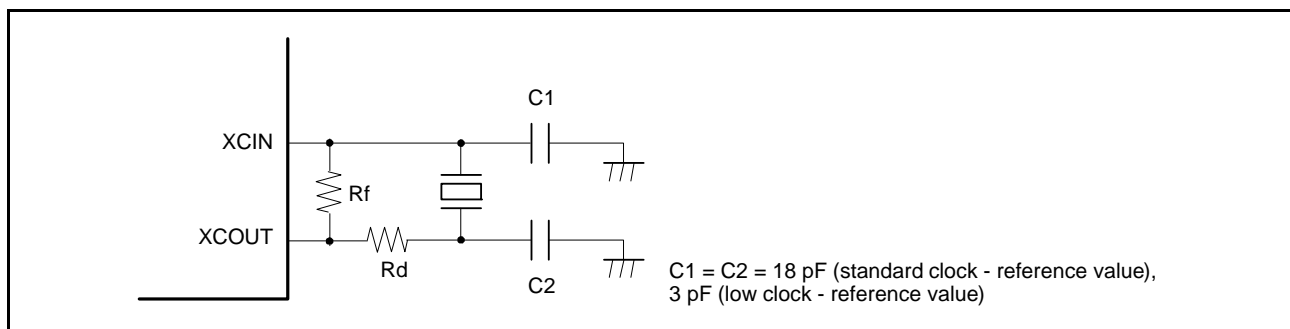 C1
XCIN
Rf
XCOUT
Rd
C2
C1 = C2 = 18 pF (standard clock - reference value),
3 pF (low clock - reference value)